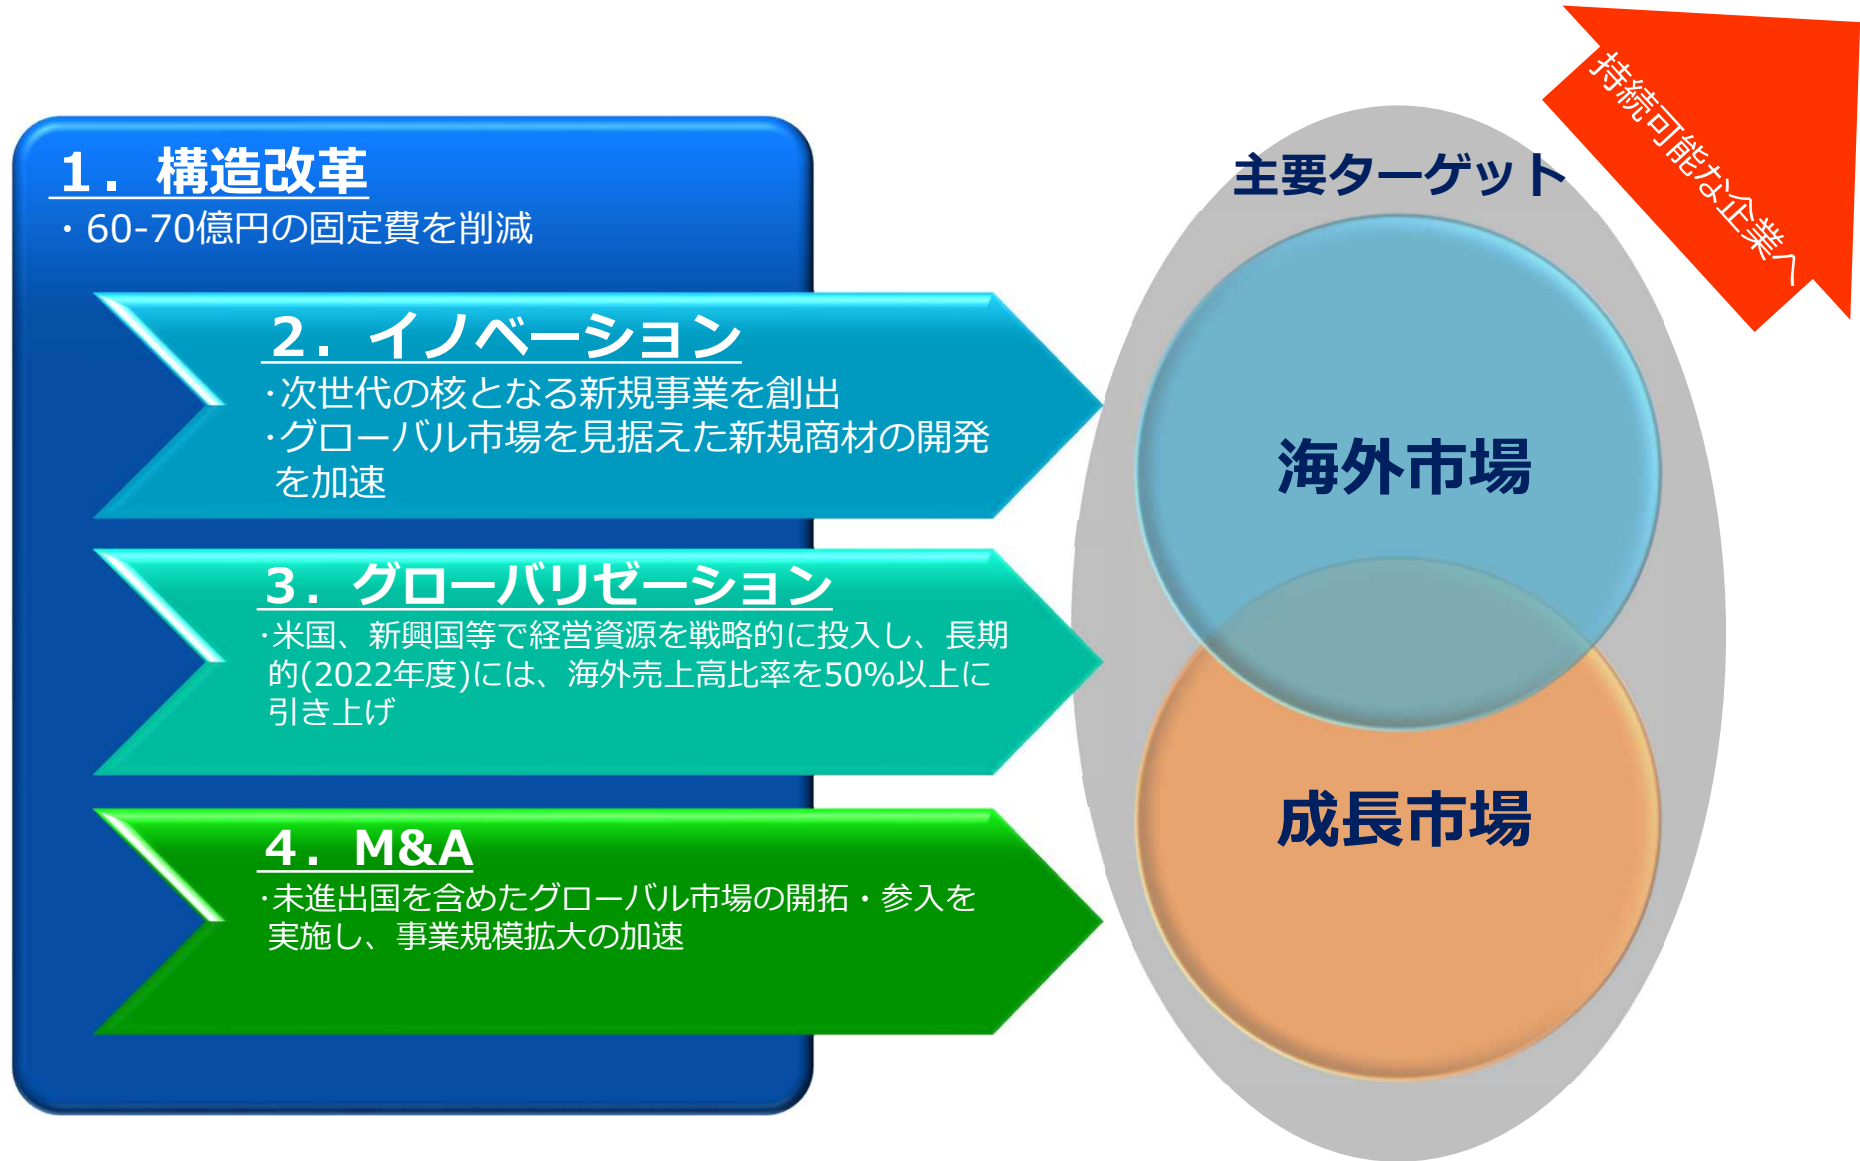 １．構造改革
・60-70億円の固定費を削減
２．イノベーション
･次世代の核となる新規事業を創出
･グローバル市場を見据えた新規商材の開発
を加速
３．グローバリゼーション
･米国、新興国等で経営資源を戦略的に投入し、長期
的(2022年度)には、海外売上高比率を50%以上に
引き上げ
４．M&A
･未進出国を含めたグローバル市場の開拓・参入を
実施し、事業規模拡大の加速
主要ターゲット
海外市場
成長市場
持続可能な企業へ